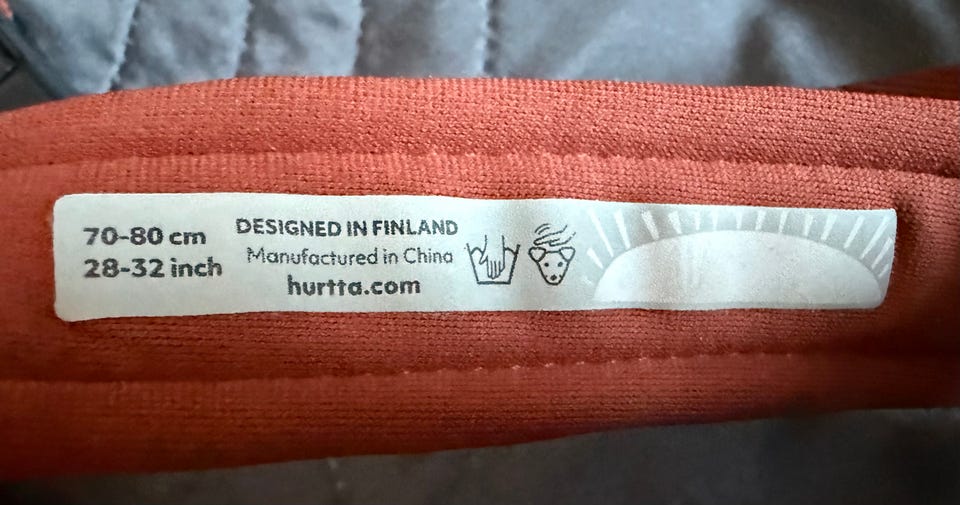 70-80 cm
28-32 inch
DESIGNED IN FINLAND
Manufactured in China
hurtta.com